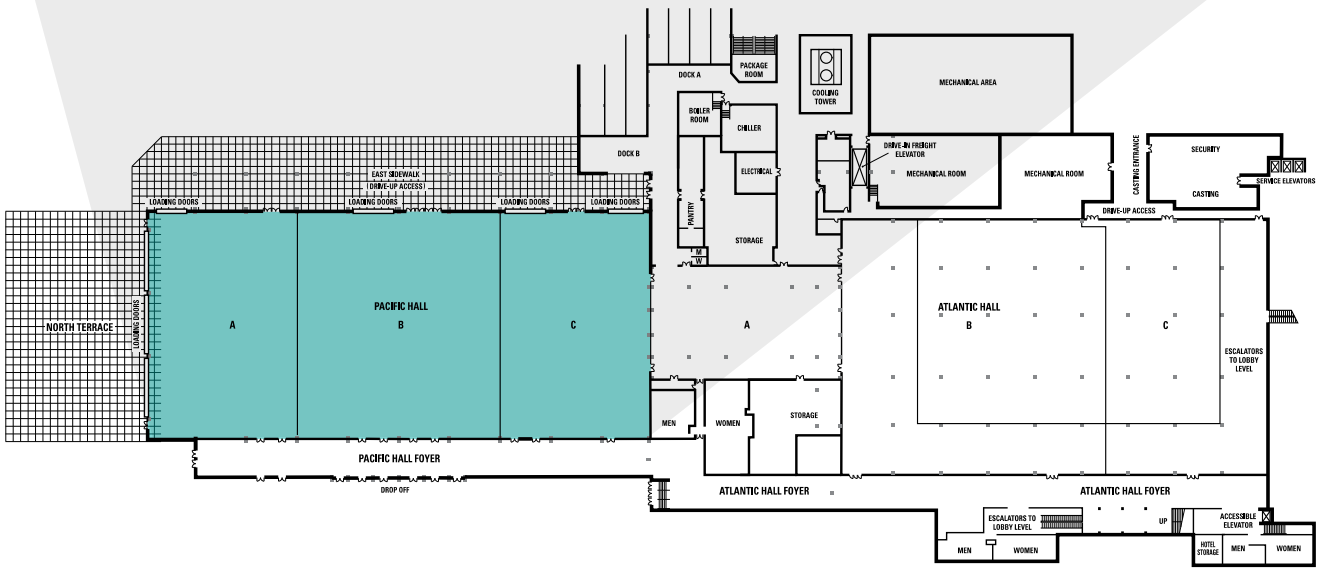 DOCK A
PACKAGE
ROOM
COOLING
TOWER
MECHANICAL AREA
BOILER
ROOM
CHILLER
DOCK B
ELECTRICAL
DRIVE-IN FREIGHT
ELEVATOR
MECHANICAL ROOM
MECHANICAL ROOM
CASTING ENTRANCE
SECURITY
SERVICE ELEVATORS
CASTING
EAST SIDEWALK
(DRIVE-UP ACCESS)
LOADING DOORS
LOADING DOORS
LOADING DOORS
LOADING DOORS
PANTRY
DRIVE-UP ACCESS
STORAGE
M
W
NORTH TERRACE
LOADING DOORS
PACIFIC HALL
A
B
C
A
ATLANTIC HALL
B
C
ESCALATORS
TO LOBBY
LEVEL
MEN
WOMEN
STORAGE
PACIFIC HALL FOYER
DROP OFF
ATLANTIC HALL FOYER
ATLANTIC HALL FOYER
ESCALATORS TO
LOBBY LEVEL
UP
ACCESSIBLE
ELEVATOR
MEN
WOMEN
HOTEL
STORAGE
MEN
WOMEN